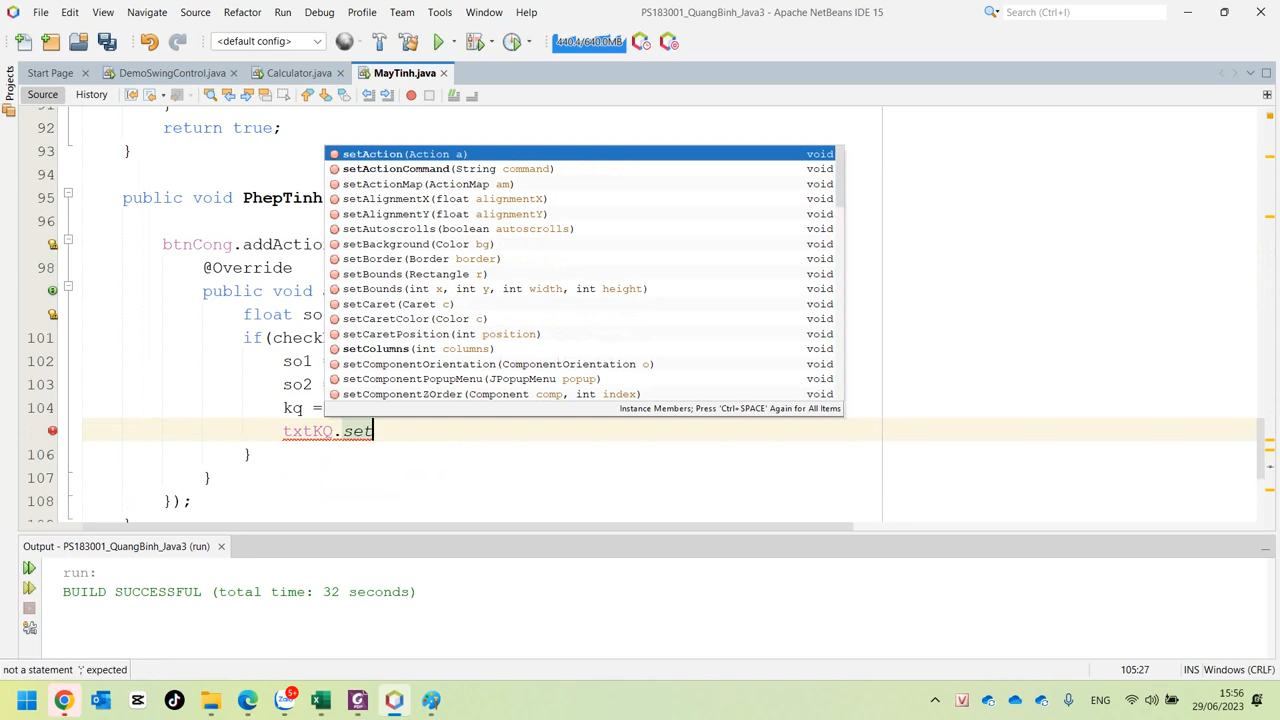 File Edit View Navigate Source Refactor Run Debug Profile Team Tools Window Help PS183001_QuangBinh_Java3 - Apache NetBeans IDE 15 Search (Ctrl+I)
<default config> 440.4/640.0MB
Start Page DemoSwingControl.java Calculator.java MayTinh.java
Projects
Source History
91 }
92 return true;
93 }
94
95 public void PhepTinh
96
btnCong.addActio
98 @Override
public void
float so
101 if(check
102 so1 =
103 so2 =
104 kq =
txtKQ.set
106 }
107 }
108 });
setAction(Action a) void
setActionCommand(String command) void
setActionMap(ActionMap am) void
setAlignmentX(float alignmentX) void
setAlignmentY(float alignmentY) void
setAutoscrolls(boolean autoscrolls) void
setBackground(Color bg) void
setBorder(Border border) void
setBounds(Rectangle r) void
setBounds(int x, int y, int width, int height) void
setCaret(Caret c) void
setCaretColor(Color c) void
setCaretPosition(int position) void
setColumns(int columns) void
setComponentOrientation(ComponentOrientation o) void
setComponentPopupMenu(JPopupMenu popup) void
setComponentZOrder(Component comp, int index) void
Instance Members; Press 'Ctrl+SPACE' Again for All Items
Output - PS183001_QuangBinh_Java3 (run)
run:
BUILD SUCCESSFUL (total time: 32 seconds)
not a statement ';' expected 105:27 INS Windows (CRLF)
5+
ENG 15:56
29/06/2023